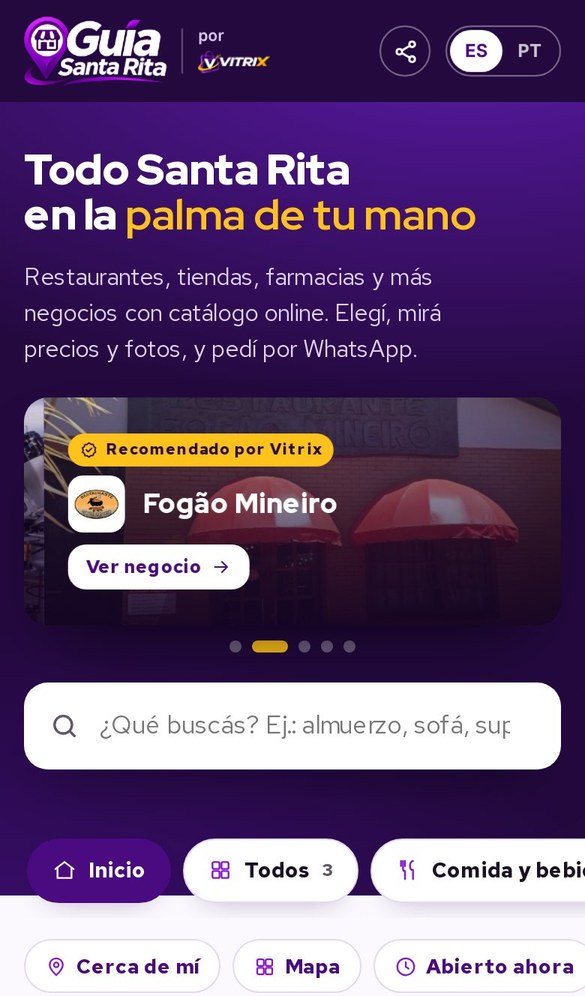 Guía
Santa Rita
por
VITRIX
ES
PT
Todo Santa Rita
en la palma de tu mano
Restaurantes, tiendas, farmacias y más
negocios con catálogo online. Elegí, mirá
precios y fotos, y pedí por WhatsApp.
RESTAURANTE
Recomendado por Vitrix
Fogão Mineiro
Ver negocio
¿Qué buscás? Ej.: almuerzo, sofá, sup
Inicio
Todos 3
Comida y bebi
Cerca de mí
Mapa
Abierto ahora